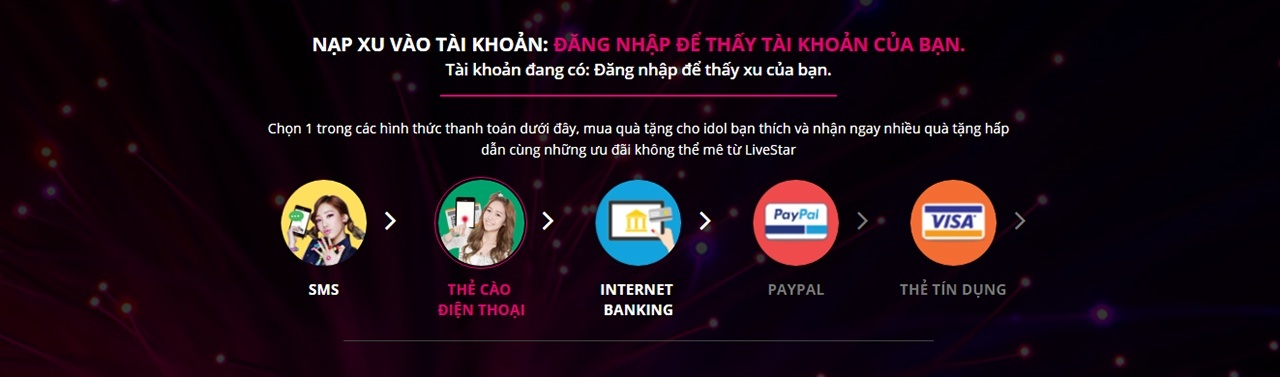 NẠP XU VÀO TÀI KHOẢN: ĐĂNG NHẬP ĐỂ THẤY TÀI KHOẢN CỦA BẠN.
Tài khoản đang có: Đăng nhập để thấy xu của bạn.
Chọn 1 trong các hình thức thanh toán dưới đây, mua quà tặng cho idol bạn thích và nhận ngay nhiều quà tặng hấp
dẫn cùng những ưu đãi không thể mê từ LiveStar
PayPal
VISA
SMS
THẺ CÀO
ĐIỆN THOẠI
INTERNET
BANKING
PAYPAL
THẺ TÍN DỤNG